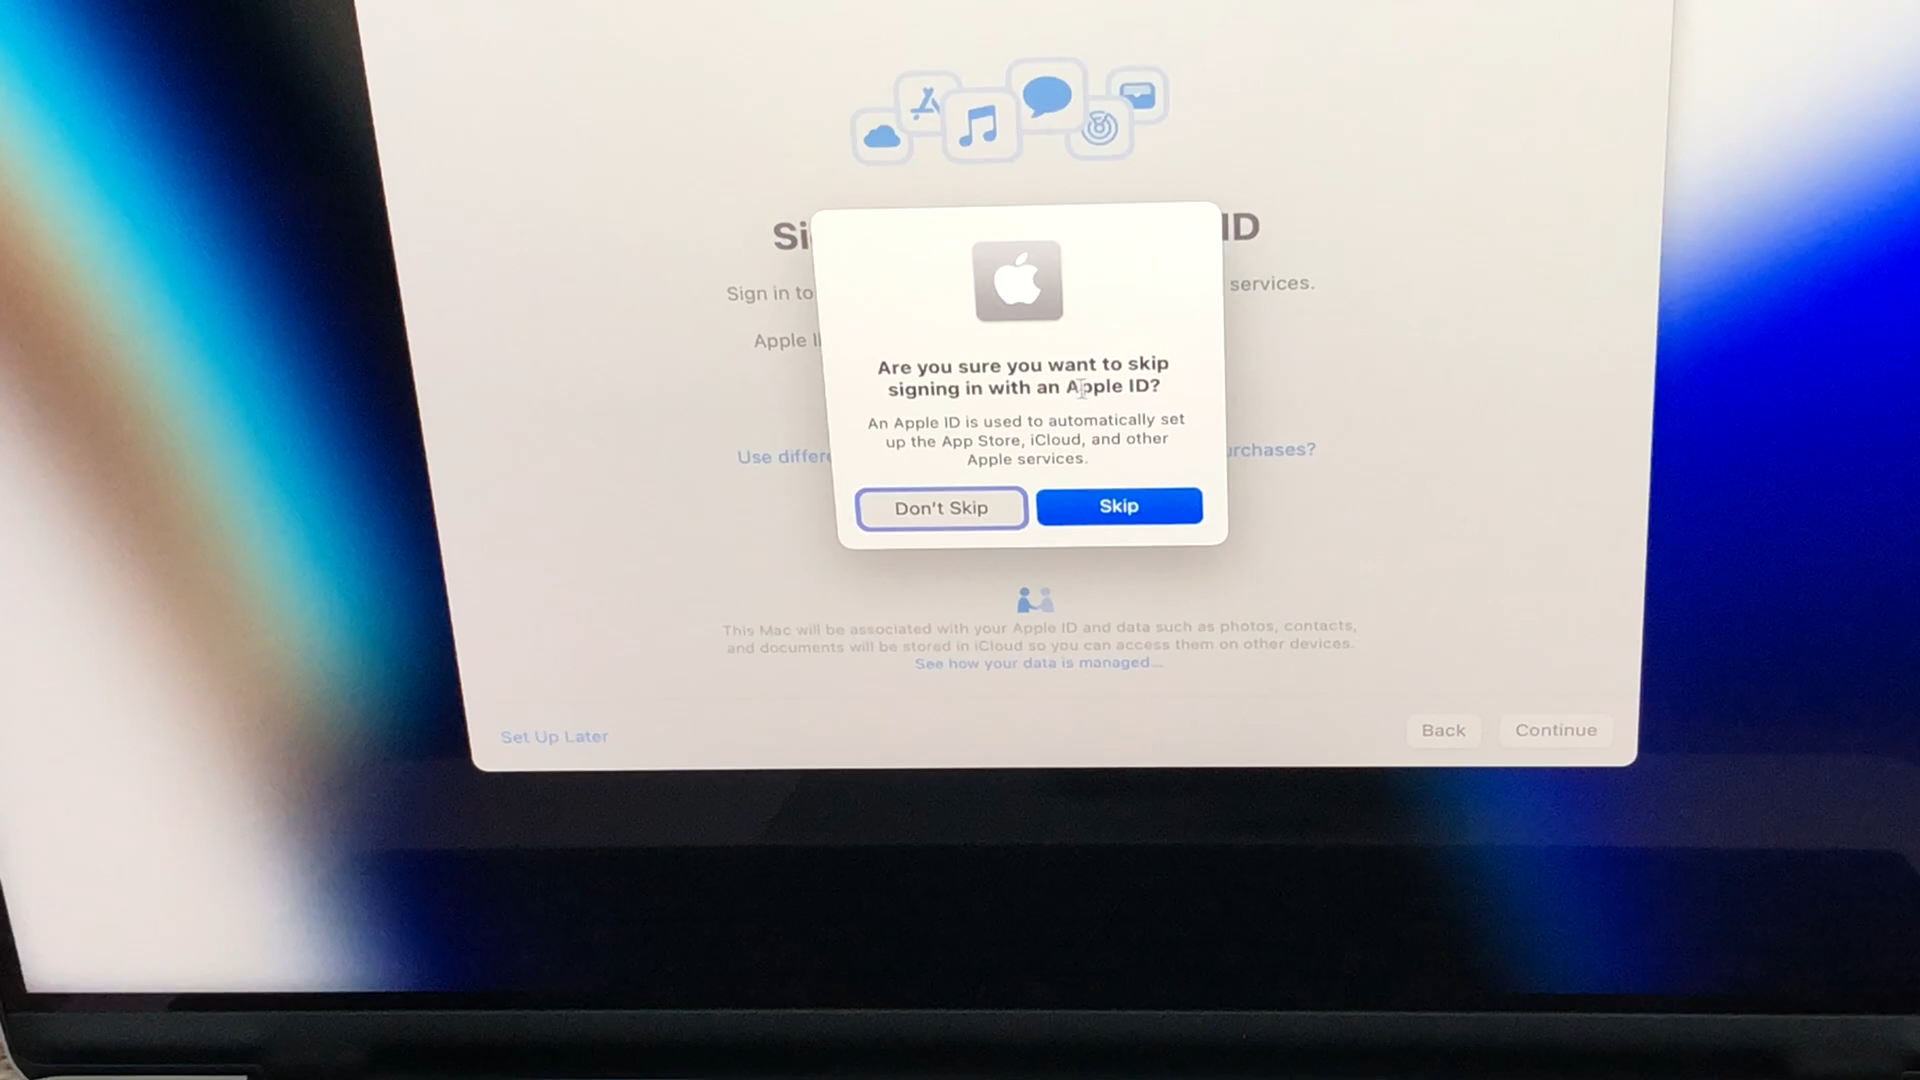 Si ID
Sign in to services.
Apple I
Are you sure you want to skip
signing in with an Apple ID?
An Apple ID is used to automatically set
up the App Store, iCloud, and other
Apple services.
Use differe rchases?
Don't Skip Skip
This Mac will be associated with your Apple ID and data such as photos, contacts,
and documents will be stored in iCloud so you can access them on other devices.
See how your data is managed...
Set Up Later Back Continue